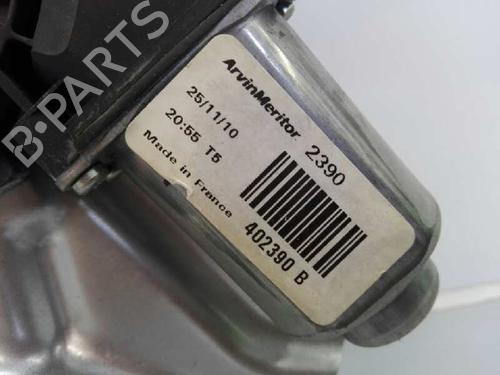 B-PARTS
ArvinMeritor 2390
25/11/10
20:55 T5
Made in France
402390 B